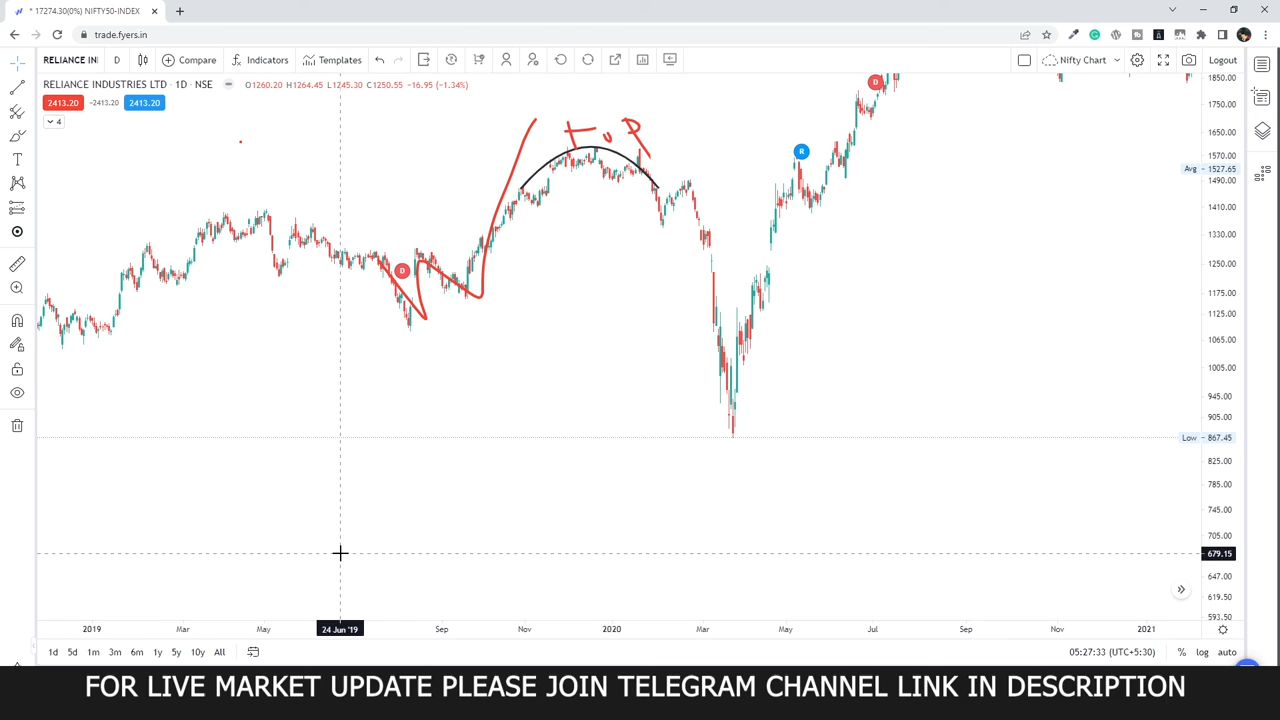 * 17274.30(0%) NIFTY50-INDEX
trade.fyers.in
RELIANCE INI D Compare Indicators Templates Nifty Chart Logout
RELIANCE INDUSTRIES LTD · 1D · NSE O1260.20 H1264.45 L1245.30 C1250.55 −16.95 (−1.34%)
2413.20 −2413.20 2413.20
4
toP
D
R
D
1850.00
1750.00
1650.00
1570.00
Avg − 1527.65
1490.00
1410.00
1330.00
1250.00
1175.00
1125.00
1065.00
1005.00
945.00
905.00
Low − 867.45
825.00
785.00
745.00
705.00
679.15
647.00
619.50
593.50
2019 Mar May 24 Jun '19 Sep Nov 2020 Mar May Jul Sep Nov 2021
1d 5d 1m 3m 6m 1y 5y 10y All 05:27:33 (UTC+5:30) % log auto
FOR LIVE MARKET UPDATE PLEASE JOIN TELEGRAM CHANNEL LINK IN DESCRIPTION